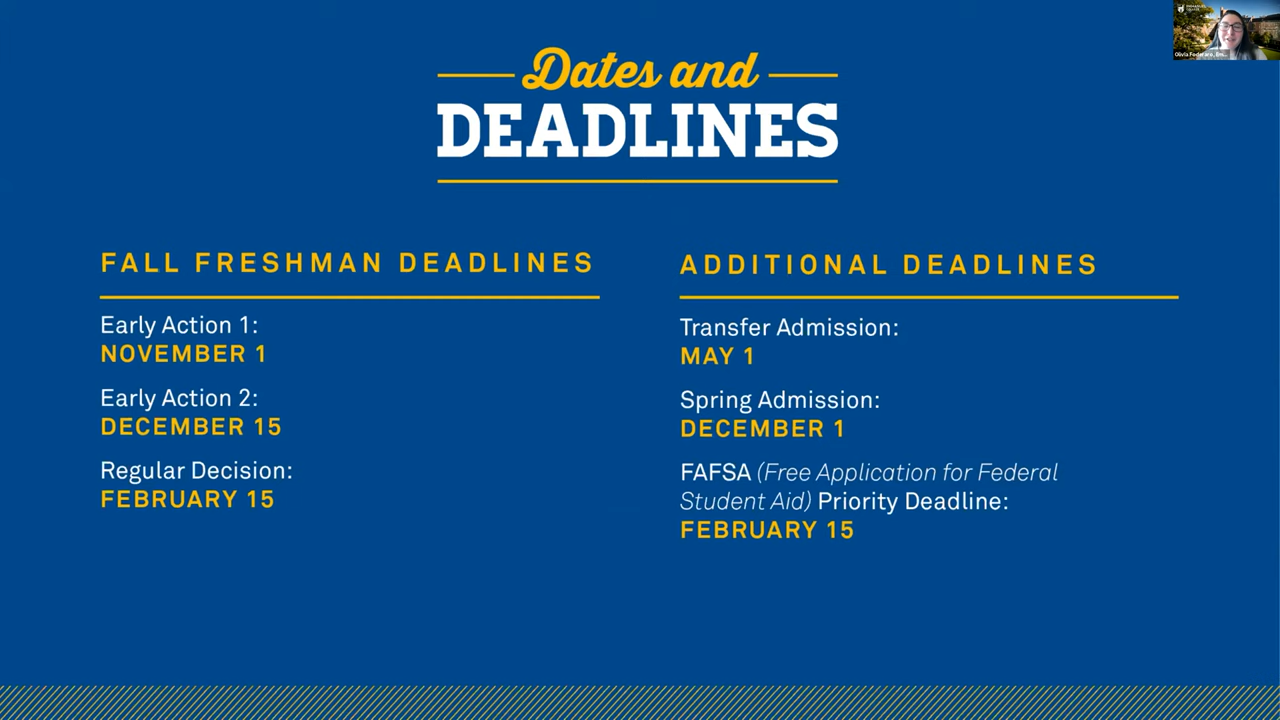 Dates and
DEADLINES
FALL FRESHMAN DEADLINES
Early Action 1:
NOVEMBER 1
Early Action 2:
DECEMBER 15
Regular Decision:
FEBRUARY 15
ADDITIONAL DEADLINES
Transfer Admission:
MAY 1
Spring Admission:
DECEMBER 1
FAFSA (Free Application for Federal
Student Aid) Priority Deadline:
FEBRUARY 15
Olivia